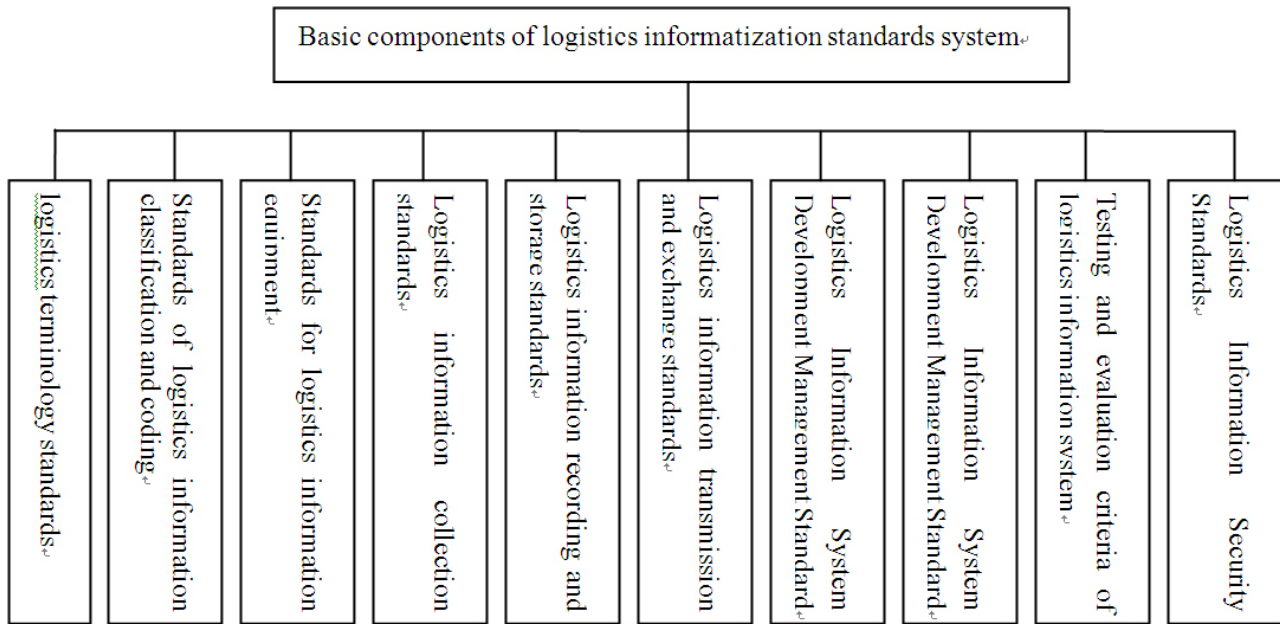 Basic components of logistics informatization standards system
logistics terminology standards
Standards of logistics information
classification and coding
Standards for logistics information
equipment
Logistics information collection
standards
Logistics information recording and
storage standards
Logistics information transmission
and exchange standards
Logistics Information System
Development Management Standard
Logistics Information System
Development Management Standard
Testing and evaluation criteria of
logistics information system
Logistics Information Security
Standards